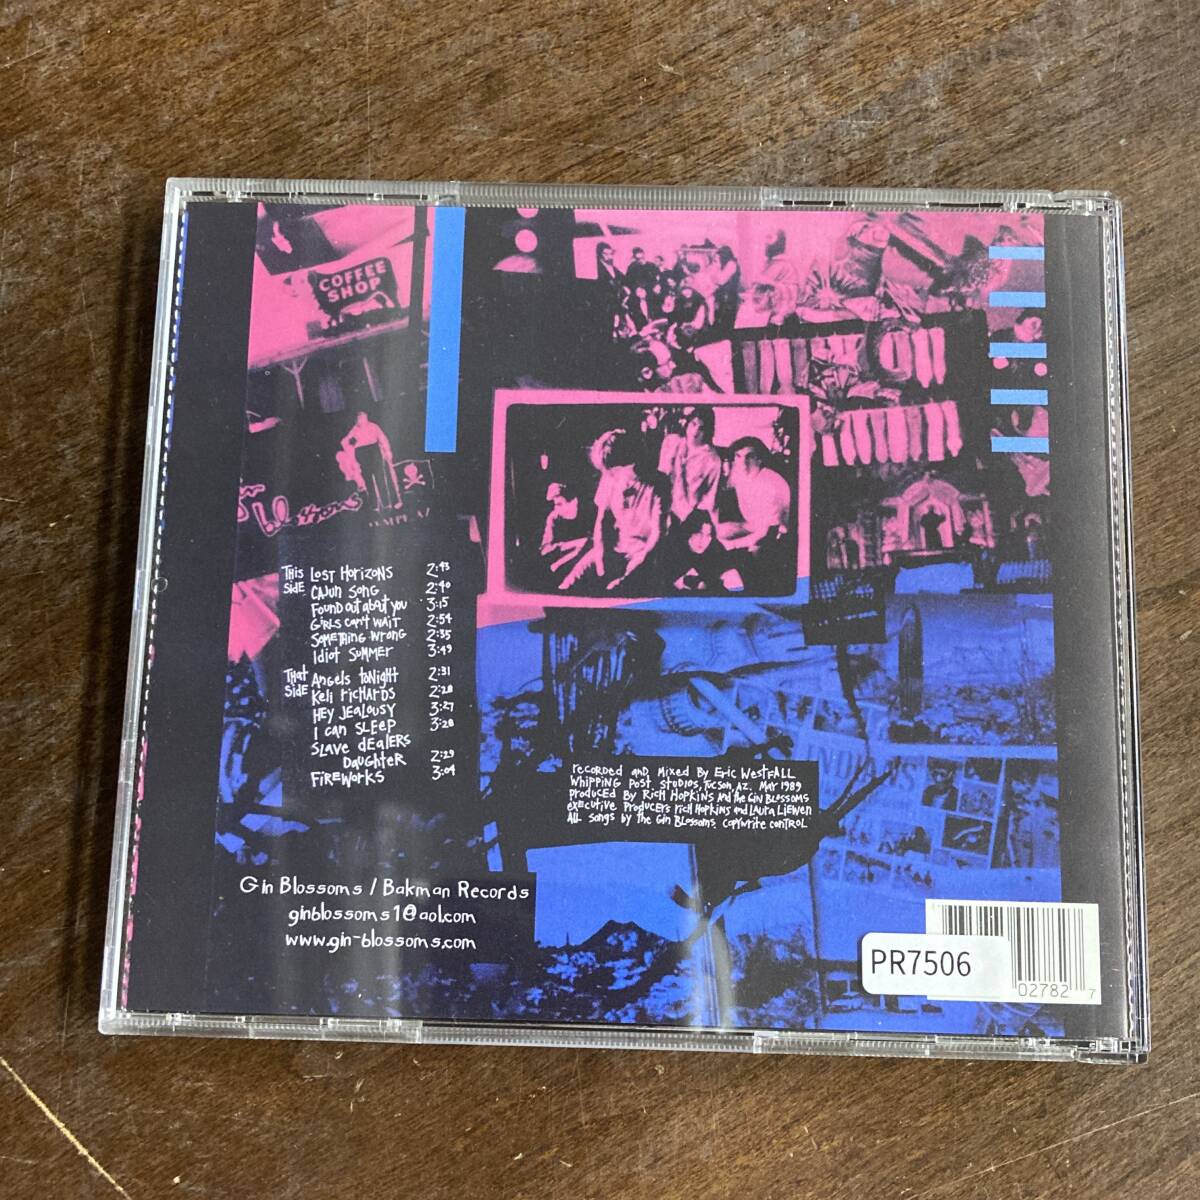 COFFEE
SHOP
Blossoms
This Side
Lost Horizons 2:43
Cajun Song 2:40
Found out about you 3:15
Girls can't wait 2:54
Something wrong 2:35
Idiot Summer 3:49
That Side
Angels tonight 2:31
Keli richards 2:28
Hey Jealousy 3:27
I can sleep 3:28
Slave dealers
Daughter 2:29
Fireworks 3:04
recorded and Mixed By Eric Westfall
Whipping Post Studios, Tucson, Az. May 1989
Produced By Rich Hopkins and the Gin Blossoms
executive Producers Rich Hopkins and Laura Liewen
All songs by the Gin Blossoms. copywrite control
INDIANS
Gin Blossoms / Bakman Records
ginblossoms1@aol.com
www.gin-blossoms.com
PR7506
02782 7